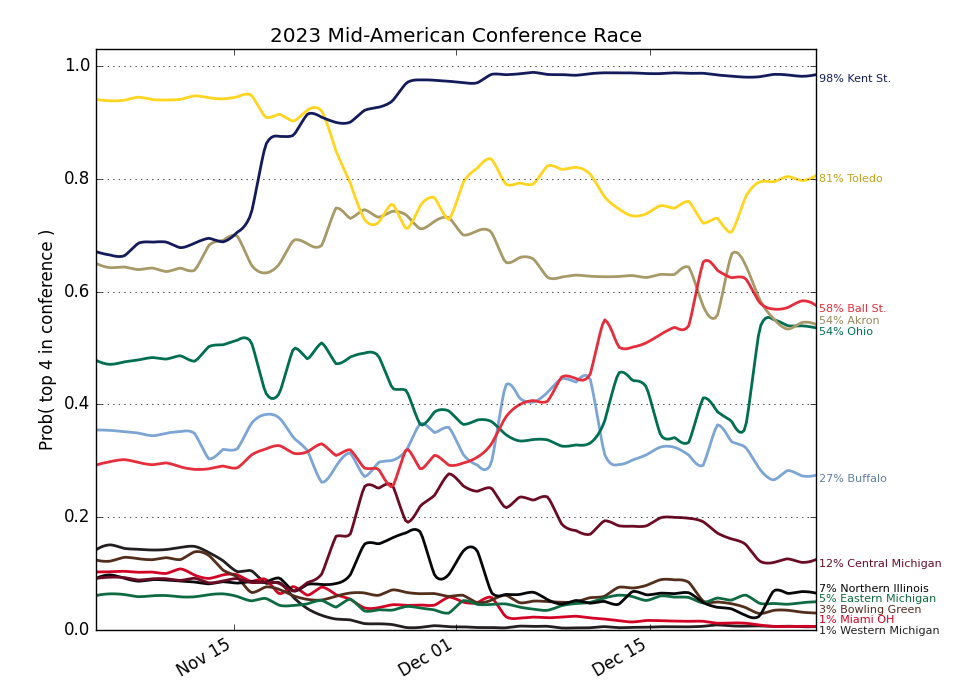 2023 Mid-American Conference Race
Prob( top 4 in conference )
1.0
0.8
0.6
0.4
0.2
0.0
Nov 15
Dec 01
Dec 15
98% Kent St.
81% Toledo
58% Ball St.
54% Akron
54% Ohio
27% Buffalo
12% Central Michigan
7% Northern Illinois
5% Eastern Michigan
3% Bowling Green
1% Miami OH
1% Western Michigan